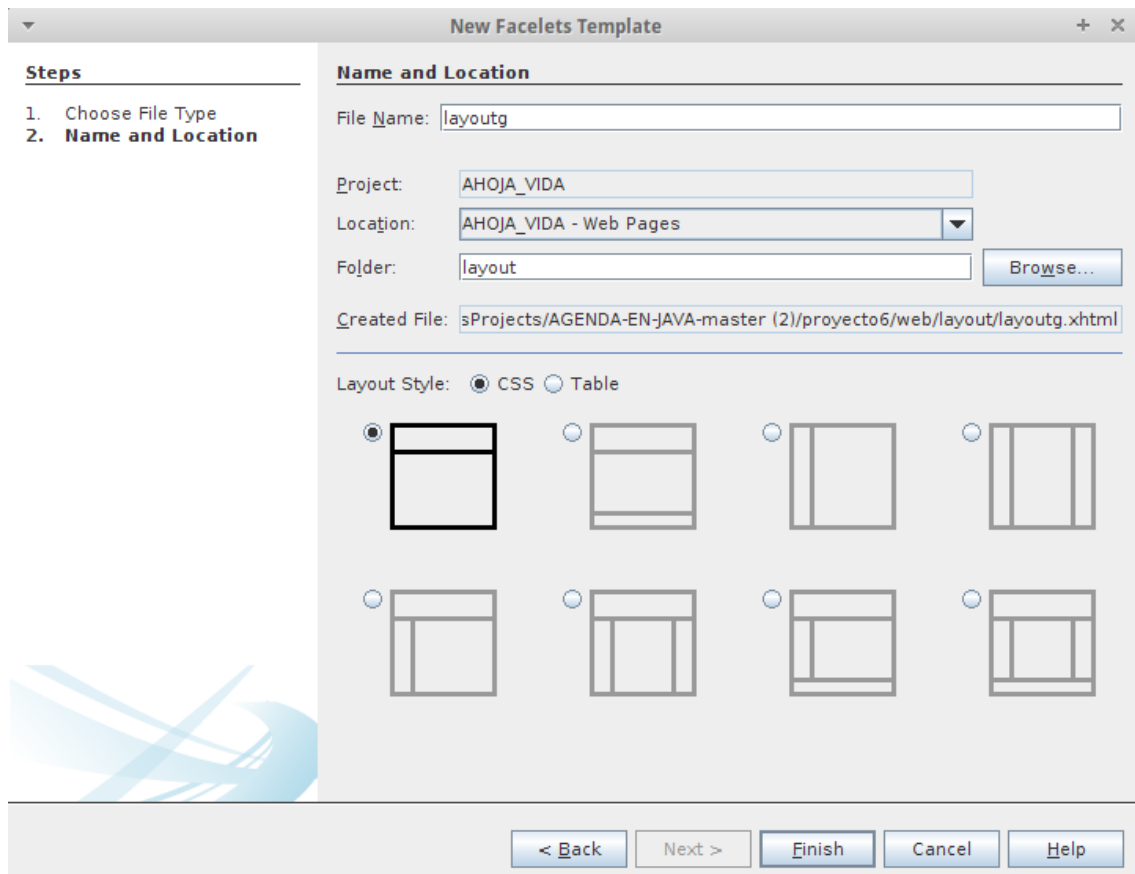 New Facelets Template
Steps
1. Choose File Type
2. Name and Location
Name and Location
File Name: layoutg
Project: AHOJA_VIDA
Location: AHOJA_VIDA - Web Pages
Folder: layout Browse...
Created File: sProjects/AGENDA-EN-JAVA-master (2)/proyecto6/web/layout/layoutg.xhtml
Layout Style: CSS Table
< Back Next > Finish Cancel Help